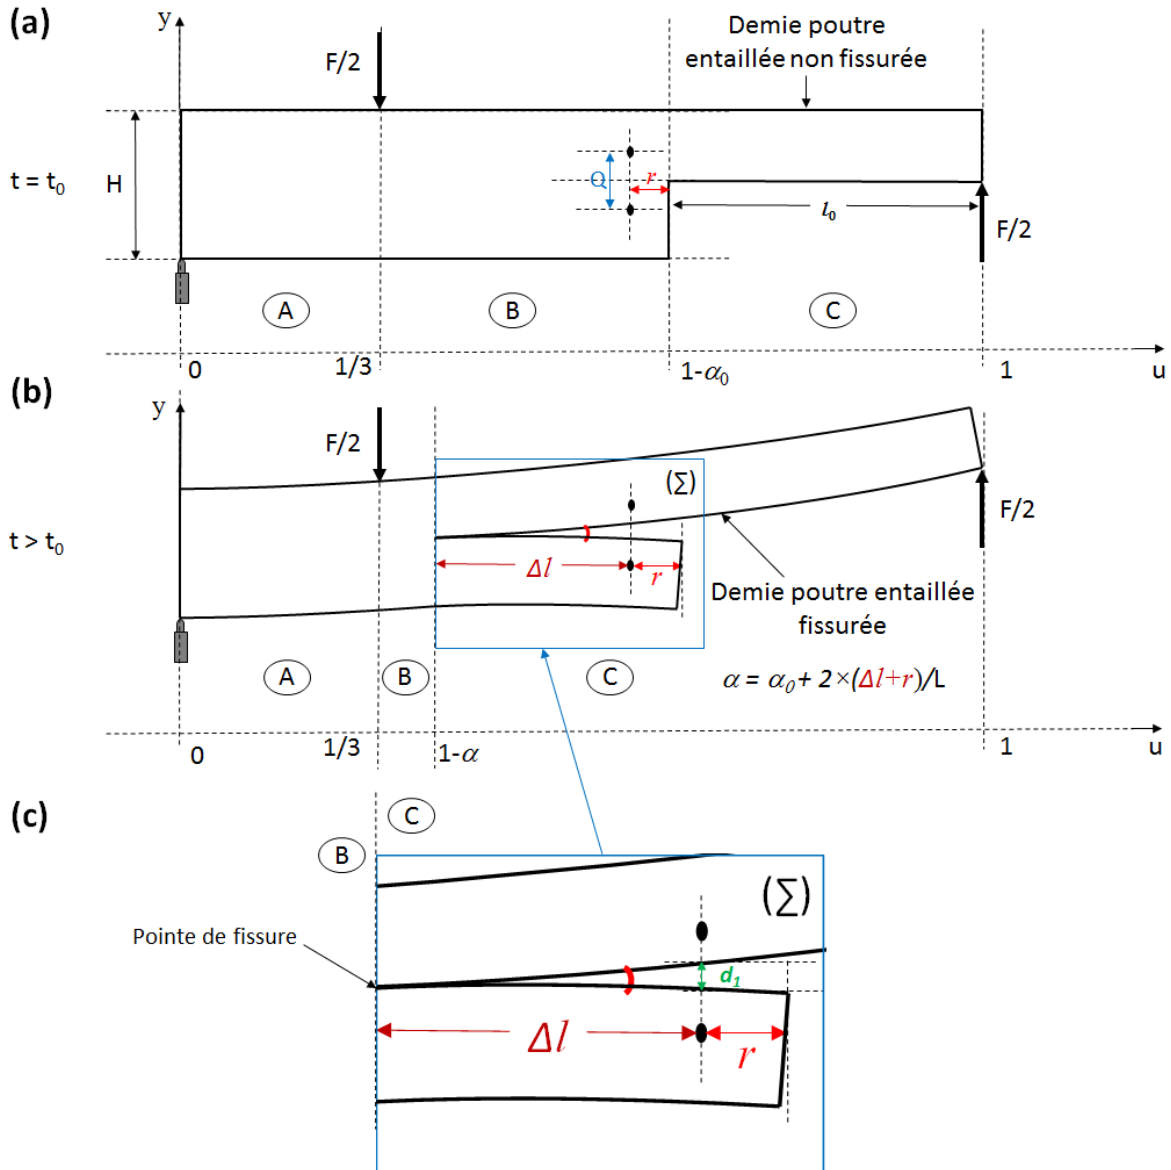 (a)
y
F/2
Demie poutre
entaillée non fissurée
t = t0
H
Q
r
l0
F/2
A
B
C
0
1/3
1-α0
1
u
(b)
y
F/2
(∑)
t > t0
Δl
r
F/2
Demie poutre entaillée
fissurée
A
B
C
α = α0 + 2×(Δl+r)/L
0
1/3
1-α
1
u
(c)
C
B
(∑)
Pointe de fissure
d1
Δl
r